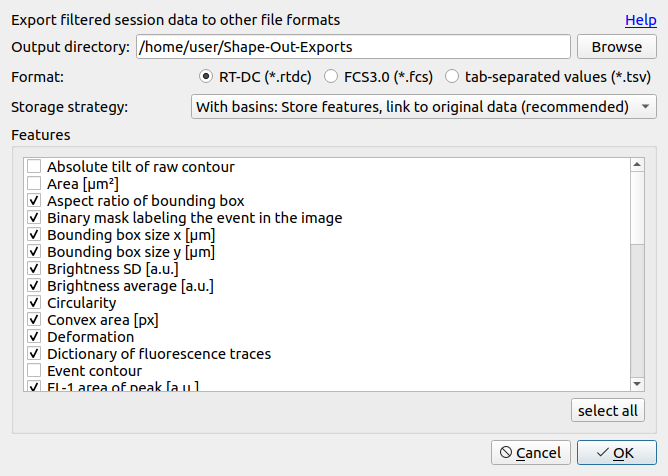 Export filtered session data to other file formats Help
Output directory: /home/user/Shape-Out-Exports Browse
Format: RT-DC (*.rtdc) FCS3.0 (*.fcs) tab-separated values (*.tsv)
Storage strategy: With basins: Store features, link to original data (recommended)
Features
Absolute tilt of raw contour
Area [µm²]
Aspect ratio of bounding box
Binary mask labeling the event in the image
Bounding box size x [µm]
Bounding box size y [µm]
Brightness SD [a.u.]
Brightness average [a.u.]
Circularity
Convex area [px]
Deformation
Dictionary of fluorescence traces
Event contour
FL-1 area of peak [a.u.]
select all
Cancel OK